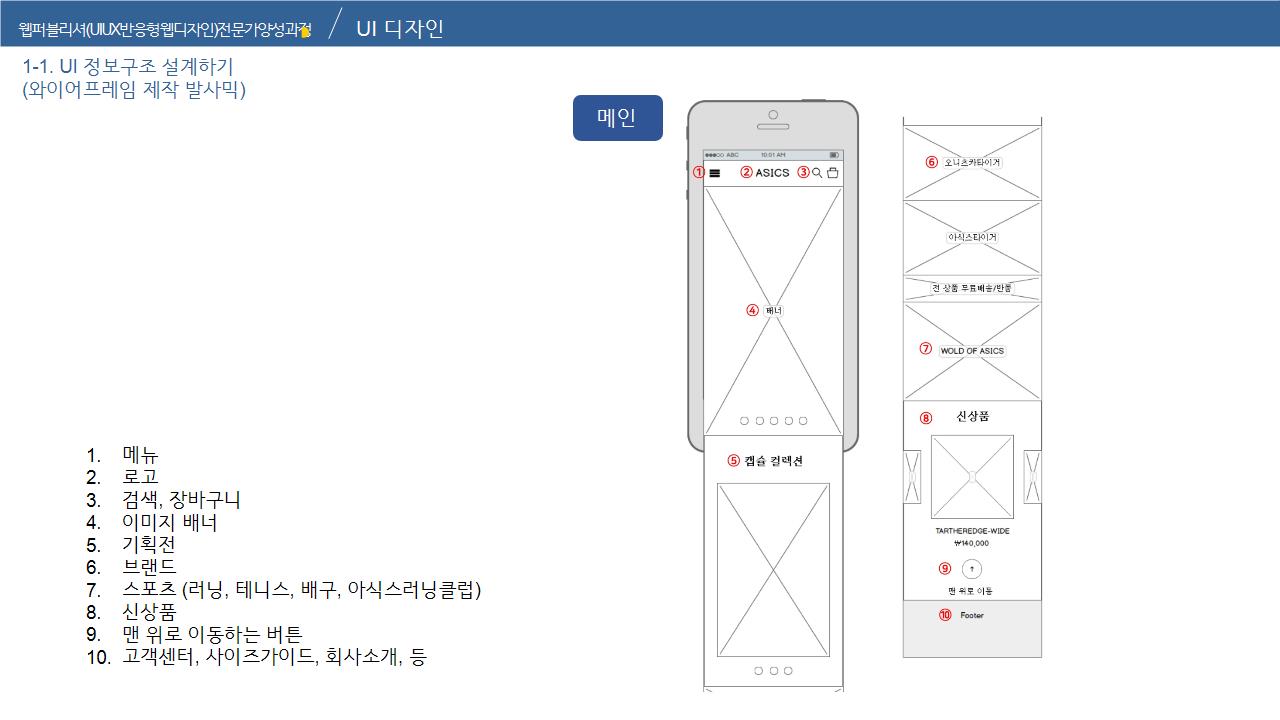 웹퍼블리셔(UIUX반응형웹디자인)전문가양성과정
UI 디자인
1-1. UI 정보구조 설계하기
(와이어프레임 제작 발사믹)
메인
ABC 10:01 AM
① ② ASICS ③
④ 배너
⑤ 캡슐 컬렉션
⑥ 오니츠카타이거
아식스타이거
전 상품 무료배송/반품
⑦ WOLD OF ASICS
⑧ 신상품
TARTHEREDGE-WIDE
₩140,000
⑨ ↑
맨 위로 이동
⑩ Footer
1. 메뉴
2. 로고
3. 검색, 장바구니
4. 이미지 배너
5. 기획전
6. 브랜드
7. 스포츠 (러닝, 테니스, 배구, 아식스러닝클럽)
8. 신상품
9. 맨 위로 이동하는 버튼
10. 고객센터, 사이즈가이드, 회사소개, 등